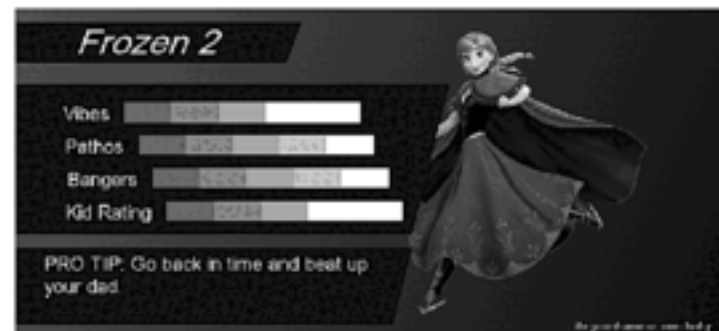 Frozen 2
Vibes
Pathos
Bangers
Kid Rating
PRO TIP: Go back in time and beat up
your dad.